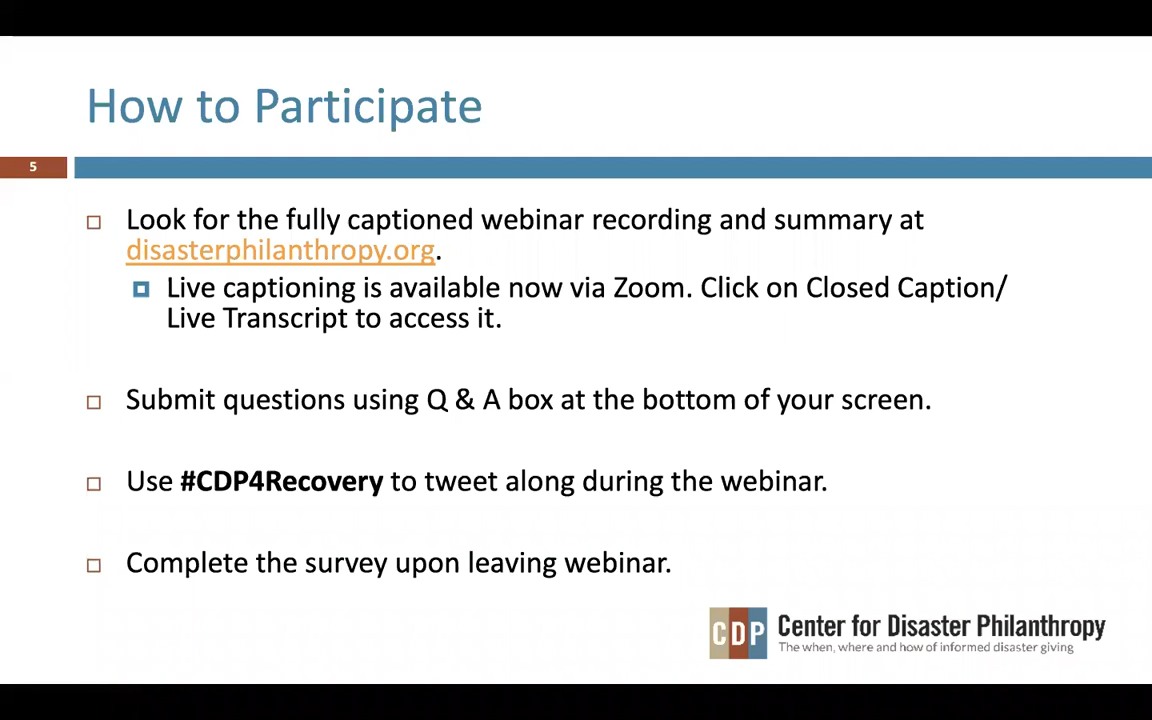 How to Participate
5
Look for the fully captioned webinar recording and summary at
disasterphilanthropy.org.
Live captioning is available now via Zoom. Click on Closed Caption/
Live Transcript to access it.
Submit questions using Q & A box at the bottom of your screen.
Use #CDP4Recovery to tweet along during the webinar.
Complete the survey upon leaving webinar.
CDP
Center for Disaster Philanthropy
The when, where and how of informed disaster giving